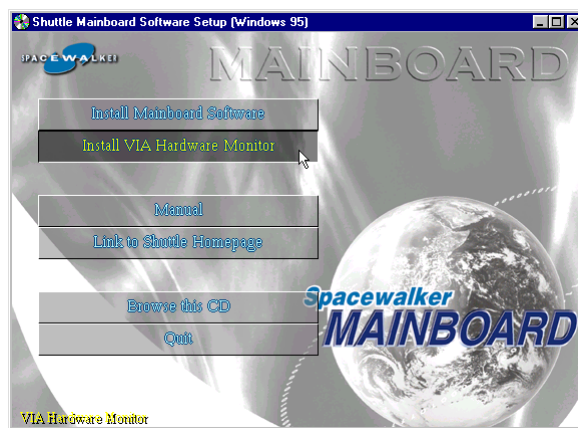 Shuttle Mainboard Software Setup (Windows 95)
SPACEWALKER
MAINBOARD
Install Mainboard Software
Install VIA Hardware Monitor
Manual
Link to Shuttle Homepage
Browse this CD
Quit
Spacewalker
MAINBOARD
VIA Hardware Monitor